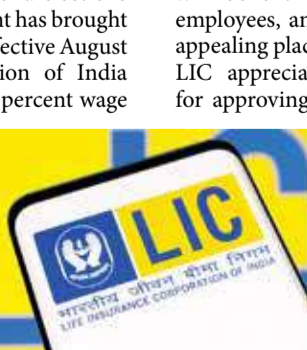 nt has brought
fective August
ion of India
percent wage
employees, an
appealing plac
LIC apprecia
for approving
LIC
भारतीय जीवन बीमा निगम
LIFE INSURANCE CORPORATION OF INDIA